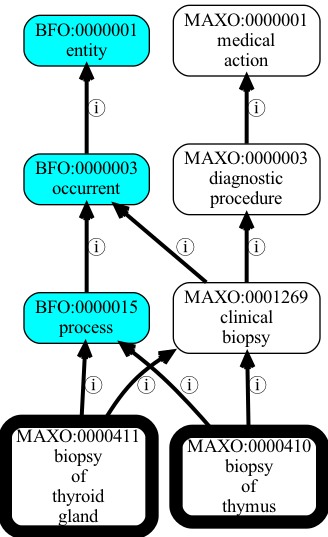 BFO:0000001
entity
MAXO:0000001
medical
action
ⓘ
ⓘ
BFO:0000003
occurrent
MAXO:0000003
diagnostic
procedure
ⓘ
ⓘ
ⓘ
BFO:0000015
process
MAXO:0001269
clinical
biopsy
ⓘ
ⓘ
ⓘ
ⓘ
MAXO:0000411
biopsy
of
thyroid
gland
MAXO:0000410
biopsy
of
thymus